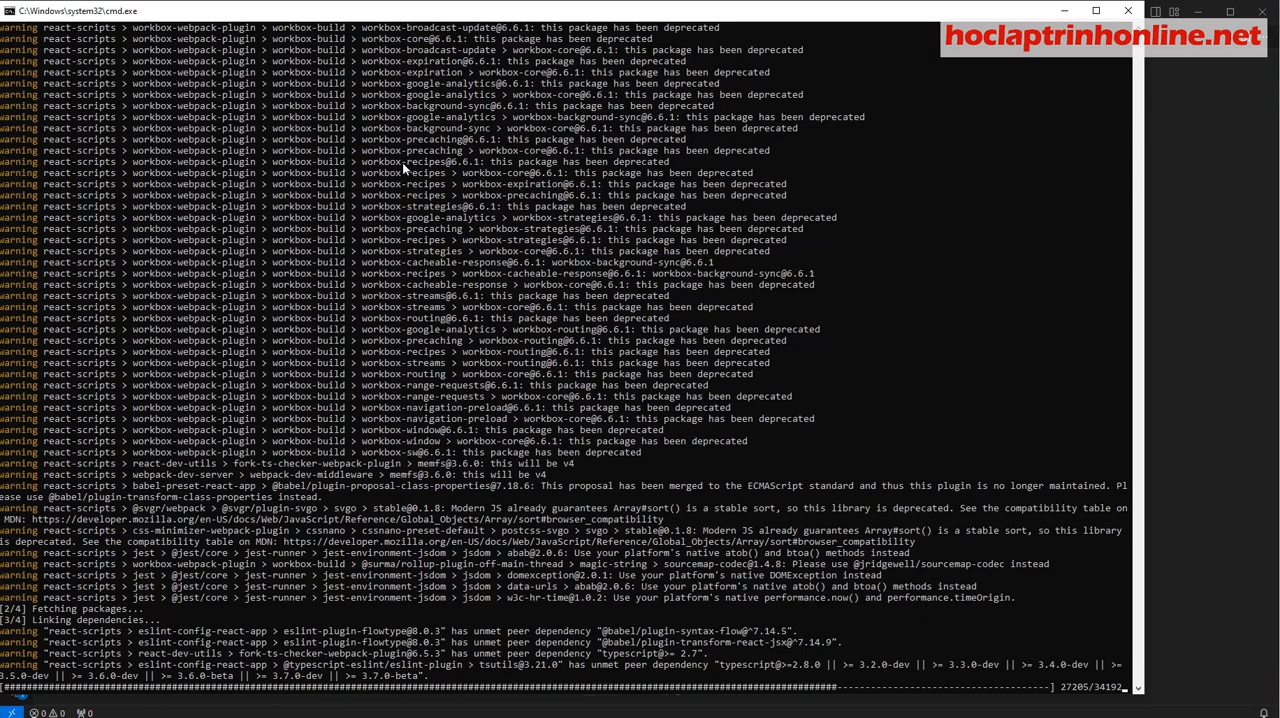 C:\Windows\system32\cmd.exe
hoclaptrinhonline.net
warning react-scripts > workbox-webpack-plugin > workbox-build > workbox-broadcast-update@6.6.1: this package has been deprecated
warning react-scripts > workbox-webpack-plugin > workbox-build > workbox-core@6.6.1: this package has been deprecated
warning react-scripts > workbox-webpack-plugin > workbox-build > workbox-broadcast-update > workbox-core@6.6.1: this package has been deprecated
warning react-scripts > workbox-webpack-plugin > workbox-build > workbox-expiration@6.6.1: this package has been deprecated
warning react-scripts > workbox-webpack-plugin > workbox-build > workbox-expiration > workbox-core@6.6.1: this package has been deprecated
warning react-scripts > workbox-webpack-plugin > workbox-build > workbox-google-analytics@6.6.1: this package has been deprecated
warning react-scripts > workbox-webpack-plugin > workbox-build > workbox-google-analytics > workbox-core@6.6.1: this package has been deprecated
warning react-scripts > workbox-webpack-plugin > workbox-build > workbox-background-sync@6.6.1: this package has been deprecated
warning react-scripts > workbox-webpack-plugin > workbox-build > workbox-google-analytics > workbox-background-sync@6.6.1: this package has been deprecated
warning react-scripts > workbox-webpack-plugin > workbox-build > workbox-background-sync > workbox-core@6.6.1: this package has been deprecated
warning react-scripts > workbox-webpack-plugin > workbox-build > workbox-precaching@6.6.1: this package has been deprecated
warning react-scripts > workbox-webpack-plugin > workbox-build > workbox-precaching > workbox-core@6.6.1: this package has been deprecated
warning react-scripts > workbox-webpack-plugin > workbox-build > workbox-recipes@6.6.1: this package has been deprecated
warning react-scripts > workbox-webpack-plugin > workbox-build > workbox-recipes > workbox-core@6.6.1: this package has been deprecated
warning react-scripts > workbox-webpack-plugin > workbox-build > workbox-recipes > workbox-expiration@6.6.1: this package has been deprecated
warning react-scripts > workbox-webpack-plugin > workbox-build > workbox-recipes > workbox-precaching@6.6.1: this package has been deprecated
warning react-scripts > workbox-webpack-plugin > workbox-build > workbox-strategies@6.6.1: this package has been deprecated
warning react-scripts > workbox-webpack-plugin > workbox-build > workbox-google-analytics > workbox-strategies@6.6.1: this package has been deprecated
warning react-scripts > workbox-webpack-plugin > workbox-build > workbox-precaching > workbox-strategies@6.6.1: this package has been deprecated
warning react-scripts > workbox-webpack-plugin > workbox-build > workbox-recipes > workbox-strategies@6.6.1: this package has been deprecated
warning react-scripts > workbox-webpack-plugin > workbox-build > workbox-strategies > workbox-core@6.6.1: this package has been deprecated
warning react-scripts > workbox-webpack-plugin > workbox-build > workbox-cacheable-response@6.6.1: workbox-background-sync@6.6.1
warning react-scripts > workbox-webpack-plugin > workbox-build > workbox-recipes > workbox-cacheable-response@6.6.1: workbox-background-sync@6.6.1
warning react-scripts > workbox-webpack-plugin > workbox-build > workbox-cacheable-response > workbox-core@6.6.1: this package has been deprecated
warning react-scripts > workbox-webpack-plugin > workbox-build > workbox-streams@6.6.1: this package has been deprecated
warning react-scripts > workbox-webpack-plugin > workbox-build > workbox-streams > workbox-core@6.6.1: this package has been deprecated
warning react-scripts > workbox-webpack-plugin > workbox-build > workbox-routing@6.6.1: this package has been deprecated
warning react-scripts > workbox-webpack-plugin > workbox-build > workbox-google-analytics > workbox-routing@6.6.1: this package has been deprecated
warning react-scripts > workbox-webpack-plugin > workbox-build > workbox-precaching > workbox-routing@6.6.1: this package has been deprecated
warning react-scripts > workbox-webpack-plugin > workbox-build > workbox-recipes > workbox-routing@6.6.1: this package has been deprecated
warning react-scripts > workbox-webpack-plugin > workbox-build > workbox-streams > workbox-routing@6.6.1: this package has been deprecated
warning react-scripts > workbox-webpack-plugin > workbox-build > workbox-routing > workbox-core@6.6.1: this package has been deprecated
warning react-scripts > workbox-webpack-plugin > workbox-build > workbox-range-requests@6.6.1: this package has been deprecated
warning react-scripts > workbox-webpack-plugin > workbox-build > workbox-range-requests > workbox-core@6.6.1: this package has been deprecated
warning react-scripts > workbox-webpack-plugin > workbox-build > workbox-navigation-preload@6.6.1: this package has been deprecated
warning react-scripts > workbox-webpack-plugin > workbox-build > workbox-navigation-preload > workbox-core@6.6.1: this package has been deprecated
warning react-scripts > workbox-webpack-plugin > workbox-build > workbox-window@6.6.1: this package has been deprecated
warning react-scripts > workbox-webpack-plugin > workbox-build > workbox-window > workbox-core@6.6.1: this package has been deprecated
warning react-scripts > workbox-webpack-plugin > workbox-build > workbox-sw@6.6.1: this package has been deprecated
warning react-scripts > react-dev-utils > fork-ts-checker-webpack-plugin > memfs@3.6.0: this will be v4
warning react-scripts > webpack-dev-server > webpack-dev-middleware > memfs@3.6.0: this will be v4
warning react-scripts > babel-preset-react-app > @babel/plugin-proposal-class-properties@7.18.6: This proposal has been merged to the ECMAScript standard and thus this plugin is no longer maintained. Pl
ease use @babel/plugin-transform-class-properties instead.
warning react-scripts > @svgr/webpack > @svgr/plugin-svgo > svgo > stable@0.1.8: Modern JS already guarantees Array#sort() is a stable sort, so this library is deprecated. See the compatibility table on
MDN: https://developer.mozilla.org/en-US/docs/Web/JavaScript/Reference/Global_Objects/Array/sort#browser_compatibility
warning react-scripts > css-minimizer-webpack-plugin > cssnano > cssnano-preset-default > postcss-svgo > svgo > stable@0.1.8: Modern JS already guarantees Array#sort() is a stable sort, so this library
is deprecated. See the compatibility table on MDN: https://developer.mozilla.org/en-US/docs/Web/JavaScript/Reference/Global_Objects/Array/sort#browser_compatibility
warning react-scripts > jest > @jest/core > jest-runner > jest-environment-jsdom > jsdom > abab@2.0.6: Use your platform's native atob() and btoa() methods instead
warning react-scripts > workbox-webpack-plugin > workbox-build > @surma/rollup-plugin-off-main-thread > magic-string > sourcemap-codec@1.4.8: Please use @jridgewell/sourcemap-codec instead
warning react-scripts > jest > @jest/core > jest-runner > jest-environment-jsdom > jsdom > domexception@2.0.1: Use your platform's native DOMException instead
warning react-scripts > jest > @jest/core > jest-runner > jest-environment-jsdom > jsdom > data-urls > abab@2.0.6: Use your platform's native atob() and btoa() methods instead
warning react-scripts > jest > @jest/core > jest-runner > jest-environment-jsdom > jsdom > w3c-hr-time@1.0.2: Use your platform's native performance.now() and performance.timeOrigin.
[2/4] Fetching packages...
[3/4] Linking dependencies...
warning "react-scripts > eslint-config-react-app > eslint-plugin-flowtype@8.0.3" has unmet peer dependency "@babel/plugin-syntax-flow@^7.14.5".
warning "react-scripts > eslint-config-react-app > eslint-plugin-flowtype@8.0.3" has unmet peer dependency "@babel/plugin-transform-react-jsx@^7.14.9".
warning "react-scripts > react-dev-utils > fork-ts-checker-webpack-plugin@6.5.3" has unmet peer dependency "typescript@>= 2.7".
warning "react-scripts > eslint-config-react-app > @typescript-eslint/eslint-plugin > tsutils@3.21.0" has unmet peer dependency "typescript@>=2.8.0 || >= 3.2.0-dev || >= 3.3.0-dev || >= 3.4.0-dev || >=
3.5.0-dev || >= 3.6.0-dev || >= 3.6.0-beta || >= 3.7.0-dev || >= 3.7.0-beta".
27205/34192
0 0 0